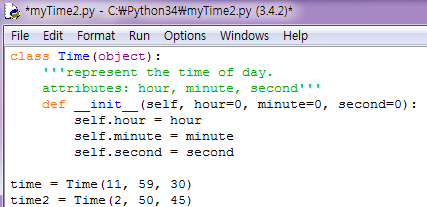 *myTime2.py - C:₩Python34₩myTime2.py (3.4.2)*
File Edit Format Run Options Windows Help
class Time(object):
    '''represent the time of day.
    attributes: hour, minute, second'''
    def __init__(self, hour=0, minute=0, second=0):
        self.hour = hour
        self.minute = minute
        self.second = second

time = Time(11, 59, 30)
time2 = Time(2, 50, 45)